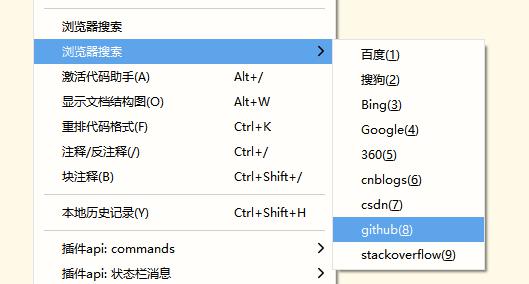 浏览器搜索
浏览器搜索
激活代码助手(A) Alt+/
显示文档结构图(O) Alt+W
重排代码格式(F) Ctrl+K
注释/反注释(/) Ctrl+/
块注释(B) Ctrl+Shift+/
本地历史记录(Y) Ctrl+Shift+H
插件api: commands
插件api: 状态栏消息
百度(1)
搜狗(2)
Bing(3)
Google(4)
360(5)
cnblogs(6)
csdn(7)
github(8)
stackoverflow(9)